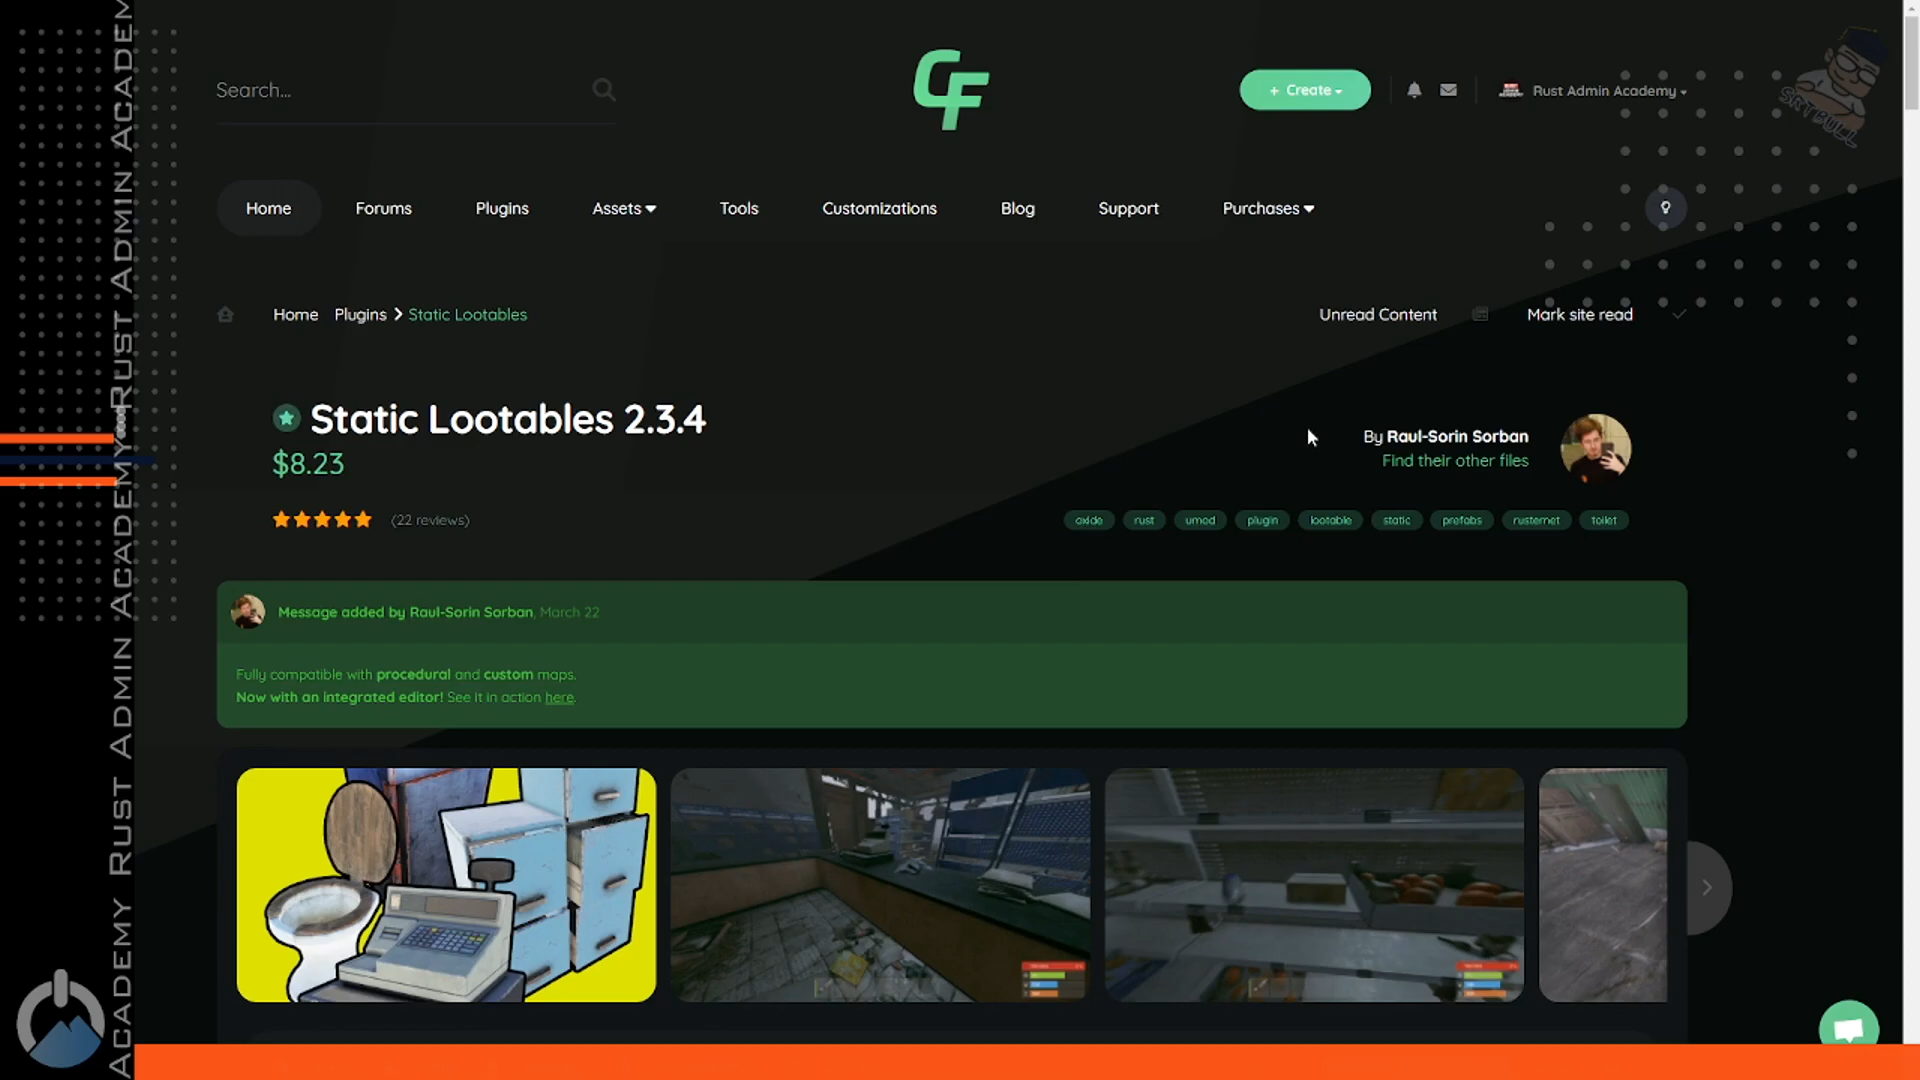 Search...
CF
+ Create
Rust Admin Academy
SRTBULL
Home Forums Plugins Assets Tools Customizations Blog Support Purchases
Home Plugins Static Lootables
Unread Content Mark site read
Static Lootables 2.3.4
$8.23
(22 reviews)
By Raul-Sorin Sorban
Find their other files
oxide rust umod plugin lootable static prefabs rusternet toilet
Message added by Raul-Sorin Sorban, March 22
Fully compatible with procedural and custom maps.
Now with an integrated editor! See it in action here.
ACADEMY RUST ADMIN ACADEMY RUST ADMIN ACADEM